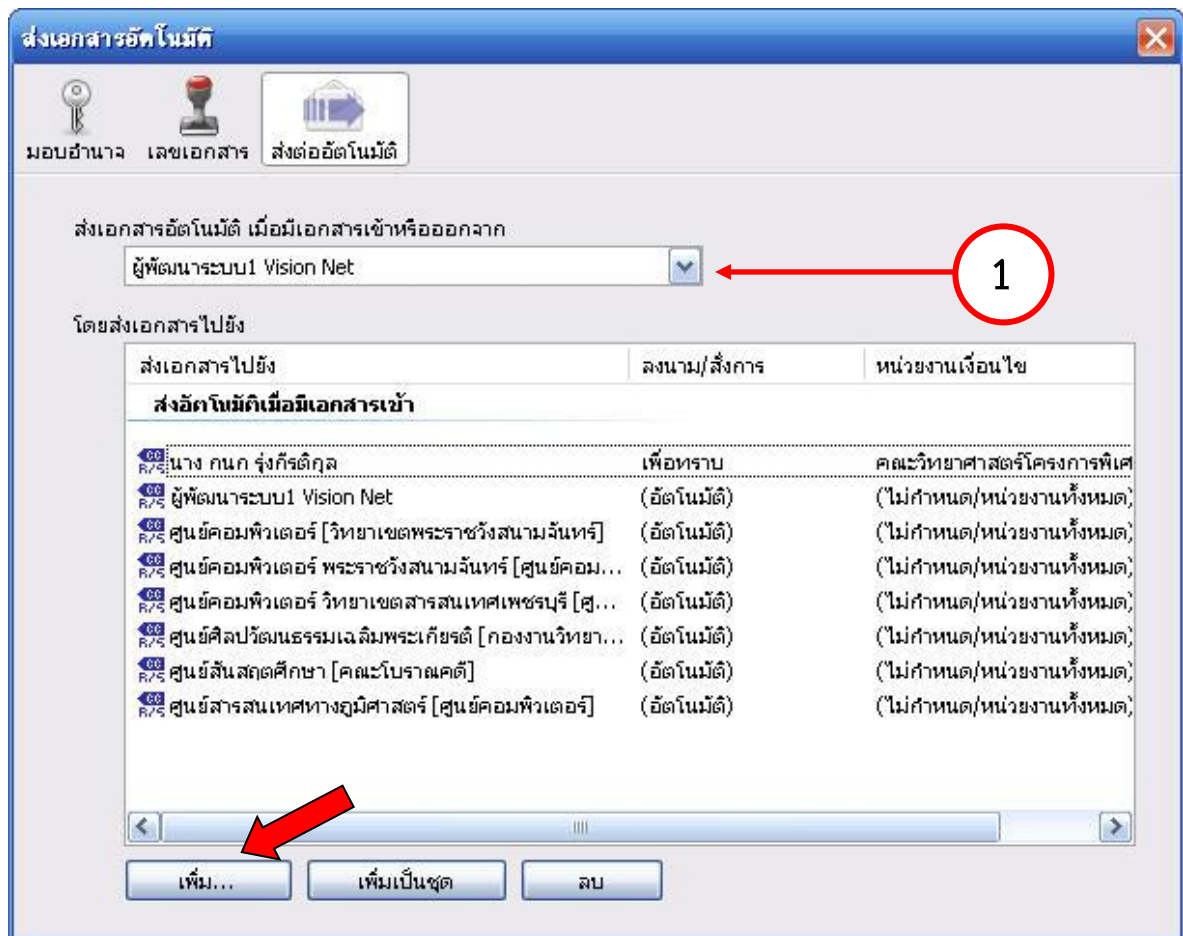 ส่งเอกสารอัตโนมัติ
มอบอำนาจ เลขเอกสาร ส่งต่ออัตโนมัติ
ส่งเอกสารอัตโนมัติ เมื่อมีเอกสารเข้าหรือออกจาก
ผู้พัฒนาระบบ1 Vision Net
1
โดยส่งเอกสารไปยัง
ส่งเอกสารไปยัง ลงนาม/สั่งการ หน่วยงานเงื่อนไข
ส่งอัตโนมัติเมื่อมีเอกสารเข้า
CC B/S นาง กนก รุ่งกีรติกุล เพื่อทราบ คณะวิทยาศาสตร์โครงการพิเศ
CC B/S ผู้พัฒนาระบบ1 Vision Net (อัตโนมัติ) (ไม่กำหนด/หน่วยงานทั้งหมด)
CC B/S ศูนย์คอมพิวเตอร์ [วิทยาเขตพระราชวังสนามจันทร์] (อัตโนมัติ) (ไม่กำหนด/หน่วยงานทั้งหมด)
CC B/S ศูนย์คอมพิวเตอร์ พระราชวังสนามจันทร์ [ศูนย์คอม... (อัตโนมัติ) (ไม่กำหนด/หน่วยงานทั้งหมด)
CC B/S ศูนย์คอมพิวเตอร์ วิทยาเขตสารสนเทศเพชรบุรี [ศู... (อัตโนมัติ) (ไม่กำหนด/หน่วยงานทั้งหมด)
CC B/S ศูนย์ศิลปวัฒนธรรมเฉลิมพระเกียรติ [กองงานวิทยา... (อัตโนมัติ) (ไม่กำหนด/หน่วยงานทั้งหมด)
CC B/S ศูนย์สันสกฤตศึกษา [คณะโบราณคดี] (อัตโนมัติ) (ไม่กำหนด/หน่วยงานทั้งหมด)
CC B/S ศูนย์สารสนเทศทางภูมิศาสตร์ [ศูนย์คอมพิวเตอร์] (อัตโนมัติ) (ไม่กำหนด/หน่วยงานทั้งหมด)
เพิ่ม... เพิ่มเป็นชุด ลบ